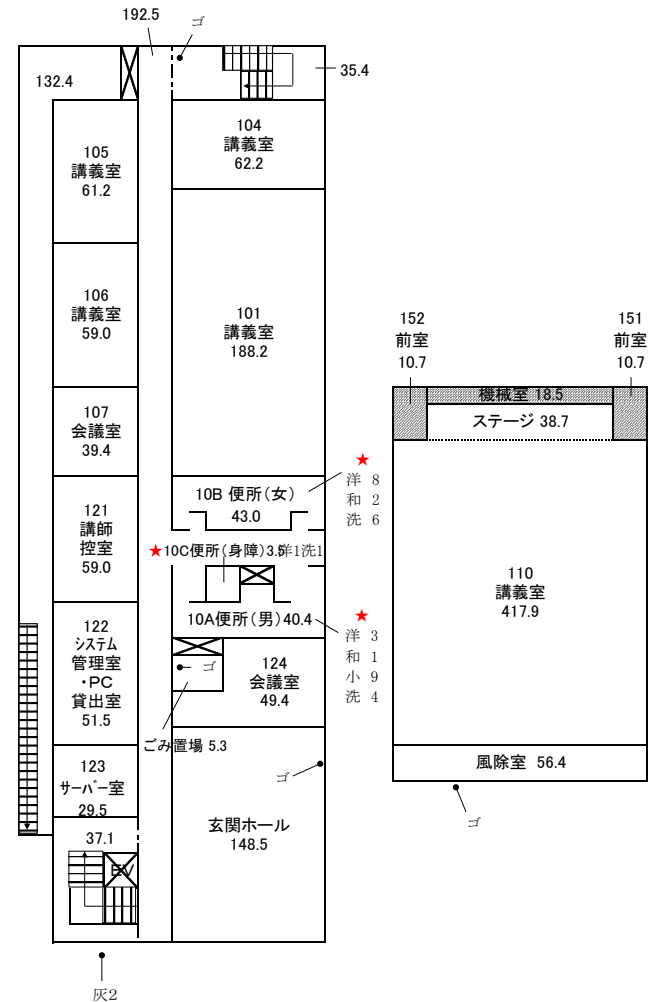 192.5
ゴ
132.4
35.4
104
講義室
62.2
105
講義室
61.2
106
講義室
59.0
101
講義室
188.2
107
会議室
39.4
152
前室
10.7
151
前室
10.7
機械室 18.5
ステージ 38.7
★
洋 8
和 2
洗 6
10B 便所(女)
43.0
121
講師
控室
59.0
★10C便所(身障)3.5洋1洗1
110
講義室
417.9
10A便所(男)40.4
★
洋 3
和 1
小 9
洗 4
122
システム
管理室
・PC
貸出室
51.5
ゴ
124
会議室
49.4
ごみ置場 5.3
123
サーバー室
29.5
ゴ
風除室 56.4
ゴ
玄関ホール
148.5
37.1
EV
灰2